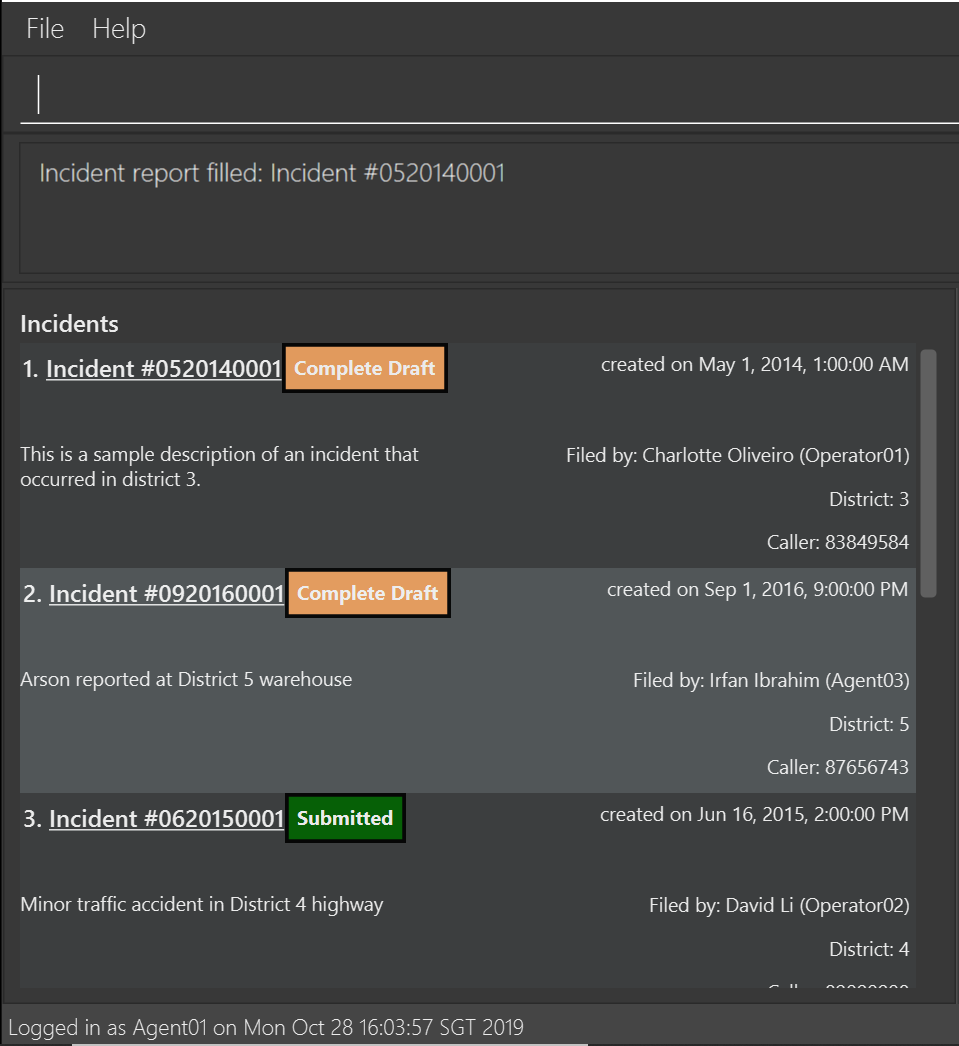 File Help
Incident report filled: Incident #0520140001
Incidents
1. Incident #0520140001 Complete Draft created on May 1, 2014, 1:00:00 AM
This is a sample description of an incident that
occurred in district 3.
Filed by: Charlotte Oliveiro (Operator01)
District: 3
Caller: 83849584
2. Incident #0920160001 Complete Draft created on Sep 1, 2016, 9:00:00 PM
Arson reported at District 5 warehouse Filed by: Irfan Ibrahim (Agent03)
District: 5
Caller: 87656743
3. Incident #0620150001 Submitted created on Jun 16, 2015, 2:00:00 PM
Minor traffic accident in District 4 highway Filed by: David Li (Operator02)
District: 4
Logged in as Agent01 on Mon Oct 28 16:03:57 SGT 2019